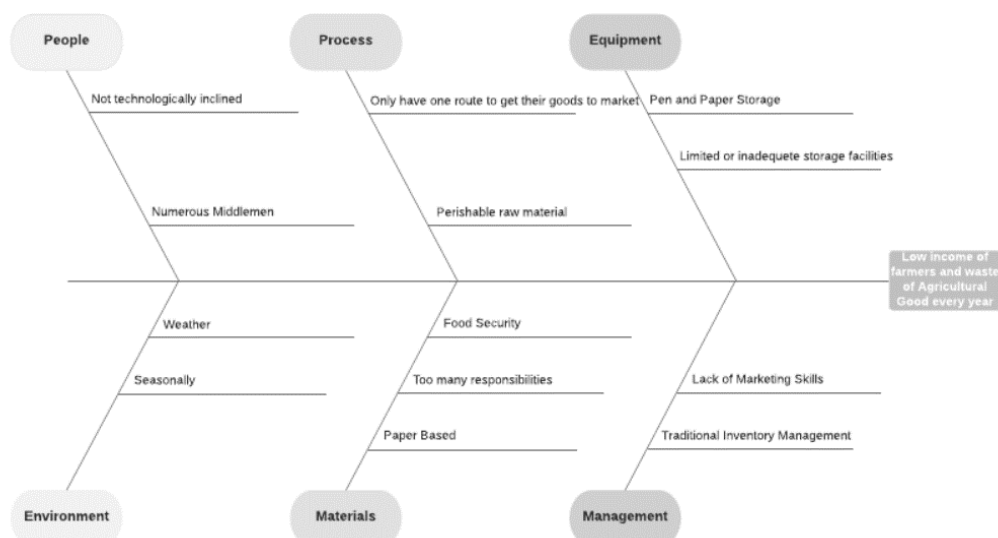 People
Process
Equipment
Not technologically inclined
Only have one route to get their goods to market
Pen and Paper Storage
Limited or inadequete storage facilities
Numerous Middlemen
Perishable raw material
Low income of
farmers and waste
of Agricultural
Good every year
Weather
Food Security
Seasonally
Too many responsibilities
Lack of Marketing Skills
Paper Based
Traditional Inventory Management
Environment
Materials
Management